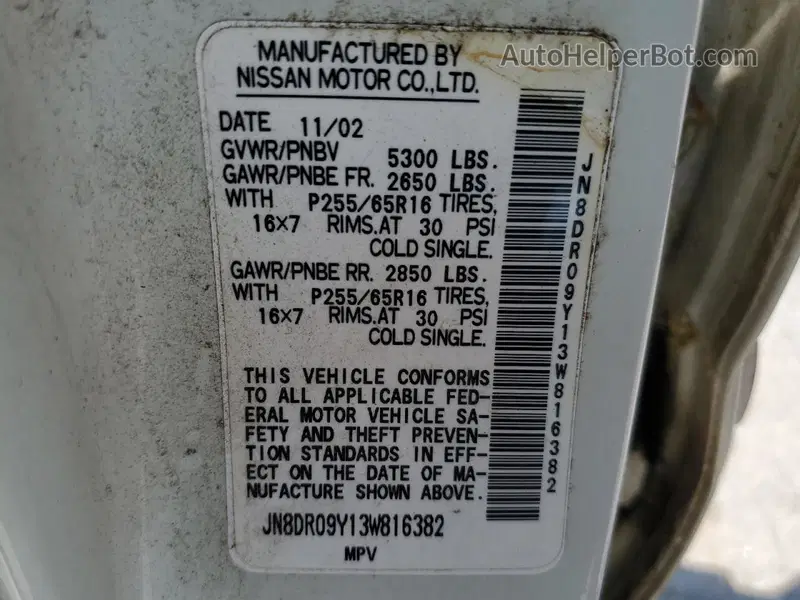 AutoHelperBot.com
MANUFACTURED BY
NISSAN MOTOR CO.,LTD.
DATE 11/02
GVWR/PNBV 5300 LBS.
GAWR/PNBE FR. 2650 LBS.
WITH P255/65R16 TIRES,
16×7 RIMS.AT 30 PSI
COLD SINGLE.
GAWR/PNBE RR. 2850 LBS.
WITH P255/65R16 TIRES,
16×7 RIMS.AT 30 PSI
COLD SINGLE.
THIS VEHICLE CONFORMS
TO ALL APPLICABLE FED-
ERAL MOTOR VEHICLE SA-
FETY AND THEFT PREVEN-
TION STANDARDS IN EFF-
ECT ON THE DATE OF MA-
NUFACTURE SHOWN ABOVE.
JN8DR09Y13W816382
MPV
JN8DR09Y13W816382